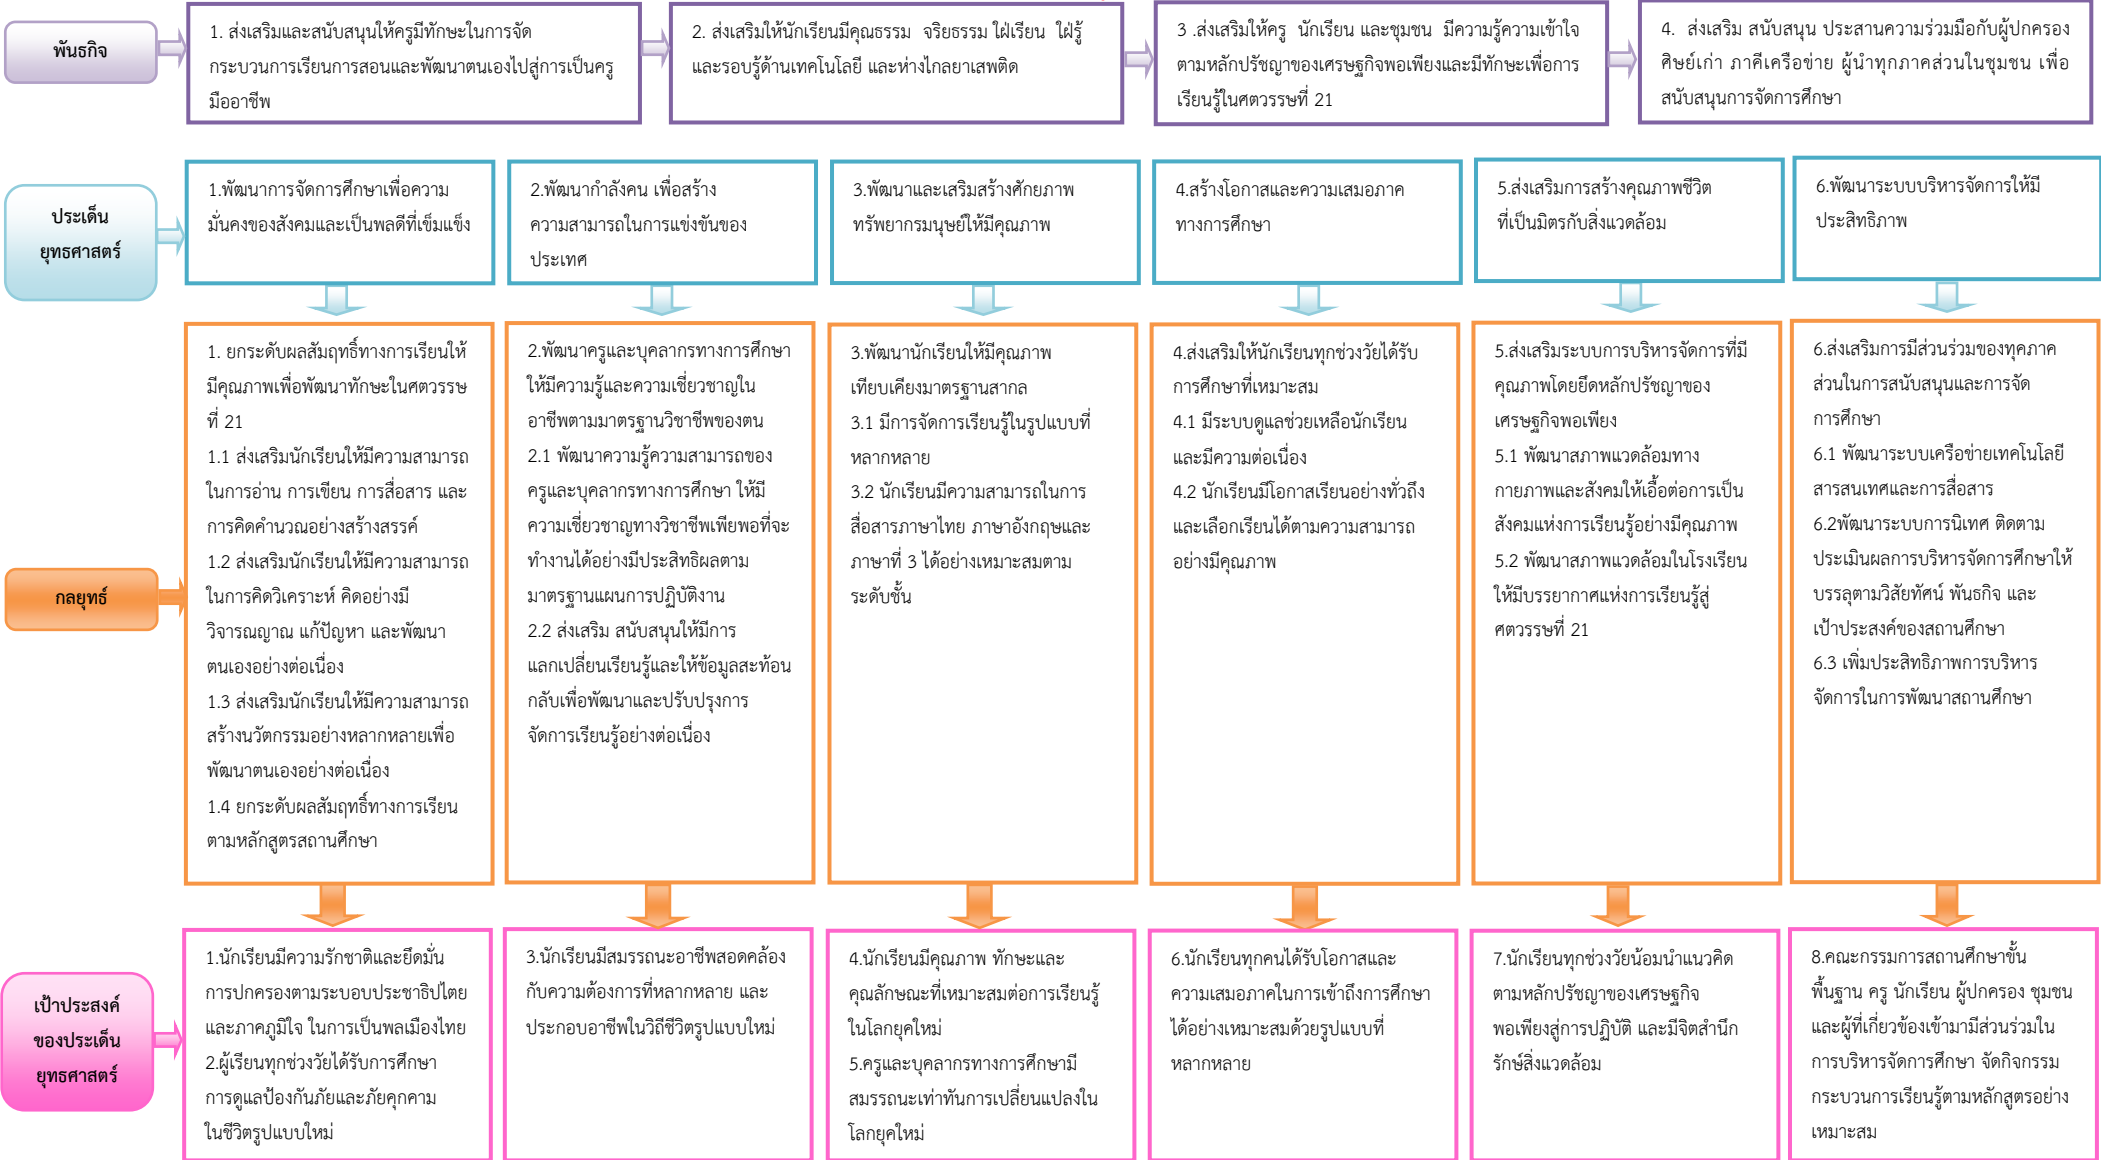 พันธกิจ
1. ส่งเสริมและสนับสนุนให้ครูมีทักษะในการจัด
กระบวนการเรียนการสอนและพัฒนาตนเองไปสู่การเป็นครู
มืออาชีพ
2. ส่งเสริมให้นักเรียนมีคุณธรรม จริยธรรม ใฝ่เรียน ใฝ่รู้
และรอบรู้ด้านเทคโนโลยี และห่างไกลยาเสพติด
3 .ส่งเสริมให้ครู นักเรียน และชุมชน มีความรู้ความเข้าใจ
ตามหลักปรัชญาของเศรษฐกิจพอเพียงและมีทักษะเพื่อการ
เรียนรู้ในศตวรรษที่ 21
4. ส่งเสริม สนับสนุน ประสานความร่วมมือกับผู้ปกครอง
ศิษย์เก่า ภาคีเครือข่าย ผู้นำทุกภาคส่วนในชุมชน เพื่อ
สนับสนุนการจัดการศึกษา
ประเด็น
ยุทธศาสตร์
1.พัฒนาการจัดการศึกษาเพื่อความ
มั่นคงของสังคมและเป็นพลดีที่เข็มแข็ง
2.พัฒนากำลังคน เพื่อสร้าง
ความสามารถในการแข่งขันของ
ประเทศ
3.พัฒนาและเสริมสร้างศักยภาพ
ทรัพยากรมนุษย์ให้มีคุณภาพ
4.สร้างโอกาสและความเสมอภาค
ทางการศึกษา
5.ส่งเสริมการสร้างคุณภาพชีวิต
ที่เป็นมิตรกับสิ่งแวดล้อม
6.พัฒนาระบบบริหารจัดการให้มี
ประสิทธิภาพ
กลยุทธ์
1. ยกระดับผลสัมฤทธิ์ทางการเรียนให้
มีคุณภาพเพื่อพัฒนาทักษะในศตวรรษ
ที่ 21
1.1 ส่งเสริมนักเรียนให้มีความสามารถ
ในการอ่าน การเขียน การสื่อสาร และ
การคิดคำนวณอย่างสร้างสรรค์
1.2 ส่งเสริมนักเรียนให้มีความสามารถ
ในการคิดวิเคราะห์ คิดอย่างมี
วิจารณญาณ แก้ปัญหา และพัฒนา
ตนเองอย่างต่อเนื่อง
1.3 ส่งเสริมนักเรียนให้มีความสามารถ
สร้างนวัตกรรมอย่างหลากหลายเพื่อ
พัฒนาตนเองอย่างต่อเนื่อง
1.4 ยกระดับผลสัมฤทธิ์ทางการเรียน
ตามหลักสูตรสถานศึกษา
2.พัฒนาครูและบุคลากรทางการศึกษา
ให้มีความรู้และความเชี่ยวชาญใน
อาชีพตามมาตรฐานวิชาชีพของตน
2.1 พัฒนาความรู้ความสามารถของ
ครูและบุคลากรทางการศึกษา ให้มี
ความเชี่ยวชาญทางวิชาชีพเพียพอที่จะ
ทำงานได้อย่างมีประสิทธิผลตาม
มาตรฐานแผนการปฏิบัติงาน
2.2 ส่งเสริม สนับสนุนให้มีการ
แลกเปลี่ยนเรียนรู้และให้ข้อมูลสะท้อน
กลับเพื่อพัฒนาและปรับปรุงการ
จัดการเรียนรู้อย่างต่อเนื่อง
3.พัฒนานักเรียนให้มีคุณภาพ
เทียบเคียงมาตรฐานสากล
3.1 มีการจัดการเรียนรู้ในรูปแบบที่
หลากหลาย
3.2 นักเรียนมีความสามารถในการ
สื่อสารภาษาไทย ภาษาอังกฤษและ
ภาษาที่ 3 ได้อย่างเหมาะสมตาม
ระดับชั้น
4.ส่งเสริมให้นักเรียนทุกช่วงวัยได้รับ
การศึกษาที่เหมาะสม
4.1 มีระบบดูแลช่วยเหลือนักเรียน
และมีความต่อเนื่อง
4.2 นักเรียนมีโอกาสเรียนอย่างทั่วถึง
และเลือกเรียนได้ตามความสามารถ
อย่างมีคุณภาพ
5.ส่งเสริมระบบการบริหารจัดการที่มี
คุณภาพโดยยึดหลักปรัชญาของ
เศรษฐกิจพอเพียง
5.1 พัฒนาสภาพแวดล้อมทาง
กายภาพและสังคมให้เอื้อต่อการเป็น
สังคมแห่งการเรียนรู้อย่างมีคุณภาพ
5.2 พัฒนาสภาพแวดล้อมในโรงเรียน
ให้มีบรรยากาศแห่งการเรียนรู้สู่
ศตวรรษที่ 21
6.ส่งเสริมการมีส่วนร่วมของทุคภาค
ส่วนในการสนับสนุนและการจัด
การศึกษา
6.1 พัฒนาระบบเครือข่ายเทคโนโลยี
สารสนเทศและการสื่อสาร
6.2พัฒนาระบบการนิเทศ ติดตาม
ประเมินผลการบริหารจัดการศึกษาให้
บรรลุตามวิสัยทัศน์ พันธกิจ และ
เป้าประสงค์ของสถานศึกษา
6.3 เพิ่มประสิทธิภาพการบริหาร
จัดการในการพัฒนาสถานศึกษา
เป้าประสงค์
ของประเด็น
ยุทธศาสตร์
1.นักเรียนมีความรักชาติและยึดมั่น
การปกครองตามระบอบประชาธิปไตย
และภาคภูมิใจ ในการเป็นพลเมืองไทย
2.ผู้เรียนทุกช่วงวัยได้รับการศึกษา
การดูแลป้องกันภัยและภัยคุกคาม
ในชีวิตรูปแบบใหม่
3.นักเรียนมีสมรรถนะอาชีพสอดคล้อง
กับความต้องการที่หลากหลาย และ
ประกอบอาชีพในวิถีชีวิตรูปแบบใหม่
4.นักเรียนมีคุณภาพ ทักษะและ
คุณลักษณะที่เหมาะสมต่อการเรียนรู้
ในโลกยุคใหม่
5.ครูและบุคลากรทางการศึกษามี
สมรรถนะเท่าทันการเปลี่ยนแปลงใน
โลกยุคใหม่
6.นักเรียนทุกคนได้รับโอกาสและ
ความเสมอภาคในการเข้าถึงการศึกษา
ได้อย่างเหมาะสมด้วยรูปแบบที่
หลากหลาย
7.นักเรียนทุกช่วงวัยน้อมนำแนวคิด
ตามหลักปรัชญาของเศรษฐกิจ
พอเพียงสู่การปฏิบัติ และมีจิตสำนึก
รักษ์สิ่งแวดล้อม
8.คณะกรรมการสถานศึกษาขั้น
พื้นฐาน ครู นักเรียน ผู้ปกครอง ชุมชน
และผู้ที่เกี่ยวข้องเข้ามามีส่วนร่วมใน
การบริหารจัดการศึกษา จัดกิจกรรม
กระบวนการเรียนรู้ตามหลักสูตรอย่าง
เหมาะสม